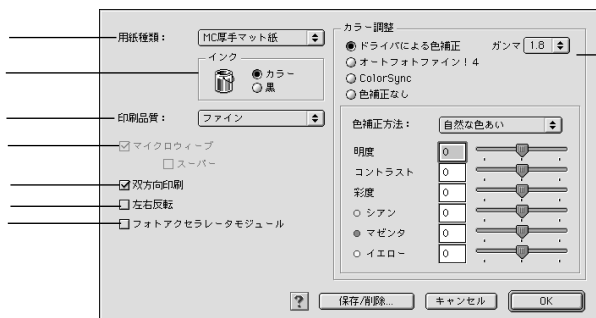 用紙種類：
MC厚手マット紙
インク
カラー
黒
印刷品質：
ファイン
マイクロウィーブ
スーパー
双方向印刷
左右反転
フォトアクセラレータモジュール
カラー調整
ドライバによる色補正
ガンマ 1.8
オートフォトファイン！4
ColorSync
色補正なし
色補正方法：
自然な色あい
明度 0
コントラスト 0
彩度 0
シアン 0
マゼンタ 0
イエロー 0
?
保存/削除...
キャンセル
OK